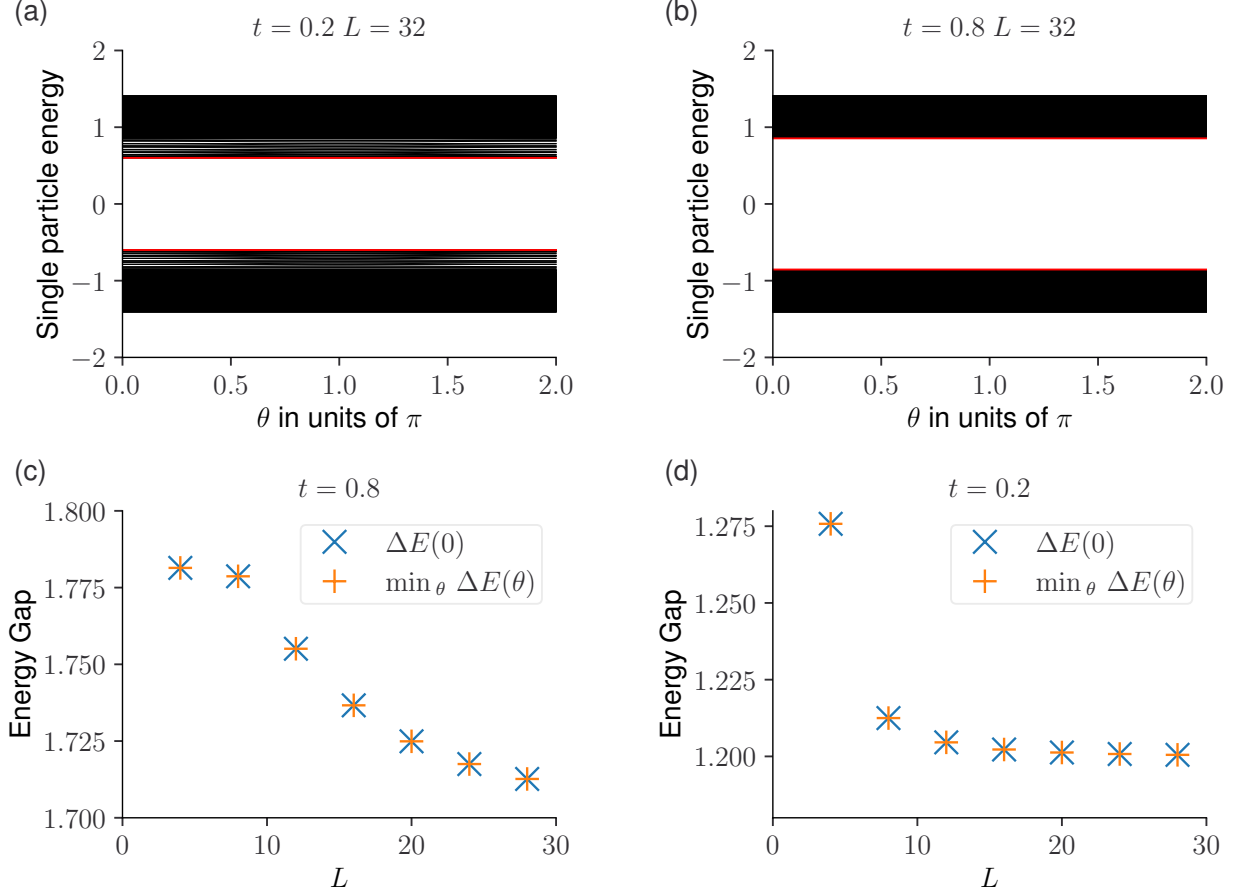 (a)
t = 0.2 L = 32
Single particle energy
2
1
0
−1
−2
0.0 0.5 1.0 1.5 2.0
θ in units of π
(b)
t = 0.8 L = 32
Single particle energy
2
1
0
−1
−2
0.0 0.5 1.0 1.5 2.0
θ in units of π
(c)
t = 0.8
Energy Gap
1.800
1.775
1.750
1.725
1.700
ΔE(0)
min θ ΔE(θ)
0 10 20 30
L
(d)
t = 0.2
Energy Gap
1.275
1.250
1.225
1.200
ΔE(0)
min θ ΔE(θ)
0 10 20 30
L